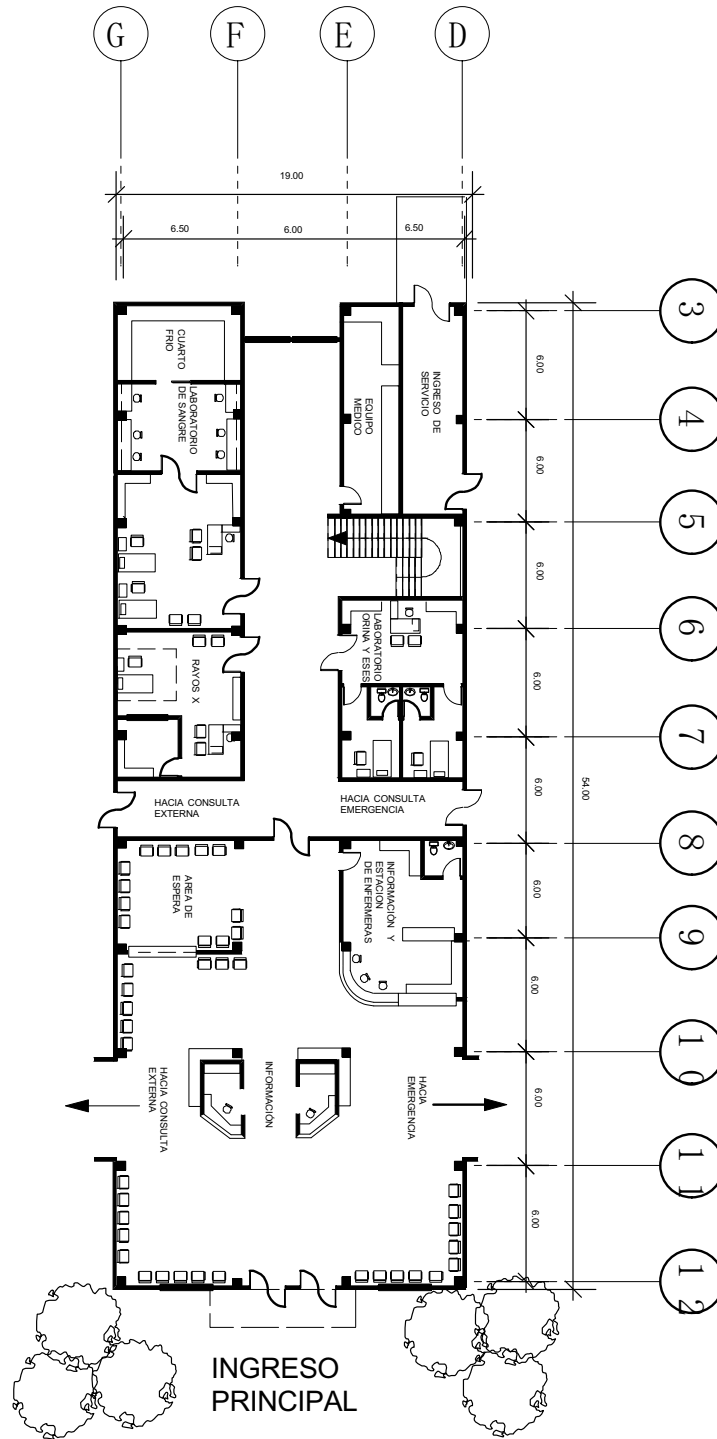 G
F
E
D
19.00
6.50
6.00
6.50
3
4
5
6
7
8
9
10
11
12
6.00
6.00
6.00
6.00
6.00
6.00
6.00
6.00
6.00
54.00
CUARTO
FRIO
LABORATORIO
DE SANGRE
EQUIPO
MEDICO
INGRESO DE
SERVICIO
LABORATORIO
ORINA Y ESES
RAYOS X
HACIA CONSULTA
EXTERNA
HACIA CONSULTA
EMERGENCIA
AREA DE
ESPERA
INFORMACIÓN Y
ESTACION
DE ENFERMERAS
HACIA CONSULTA
EXTERNA
INFORMACIÓN
HACIA
EMERGENCIA
INGRESO
PRINCIPAL